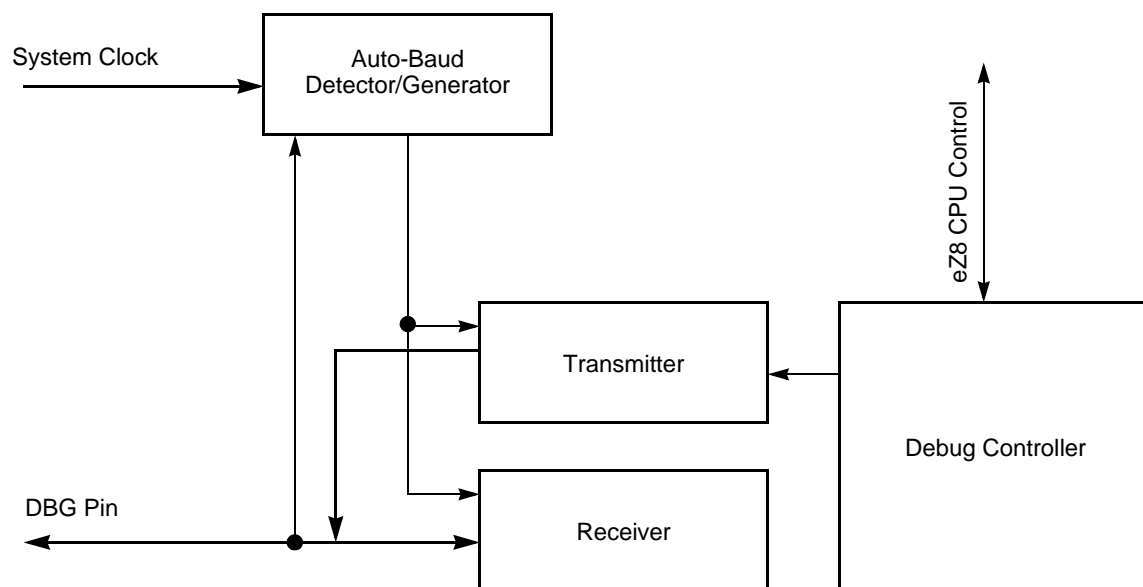 System Clock
Auto-Baud
Detector/Generator
eZ8 CPU Control
Transmitter
Debug Controller
DBG Pin
Receiver